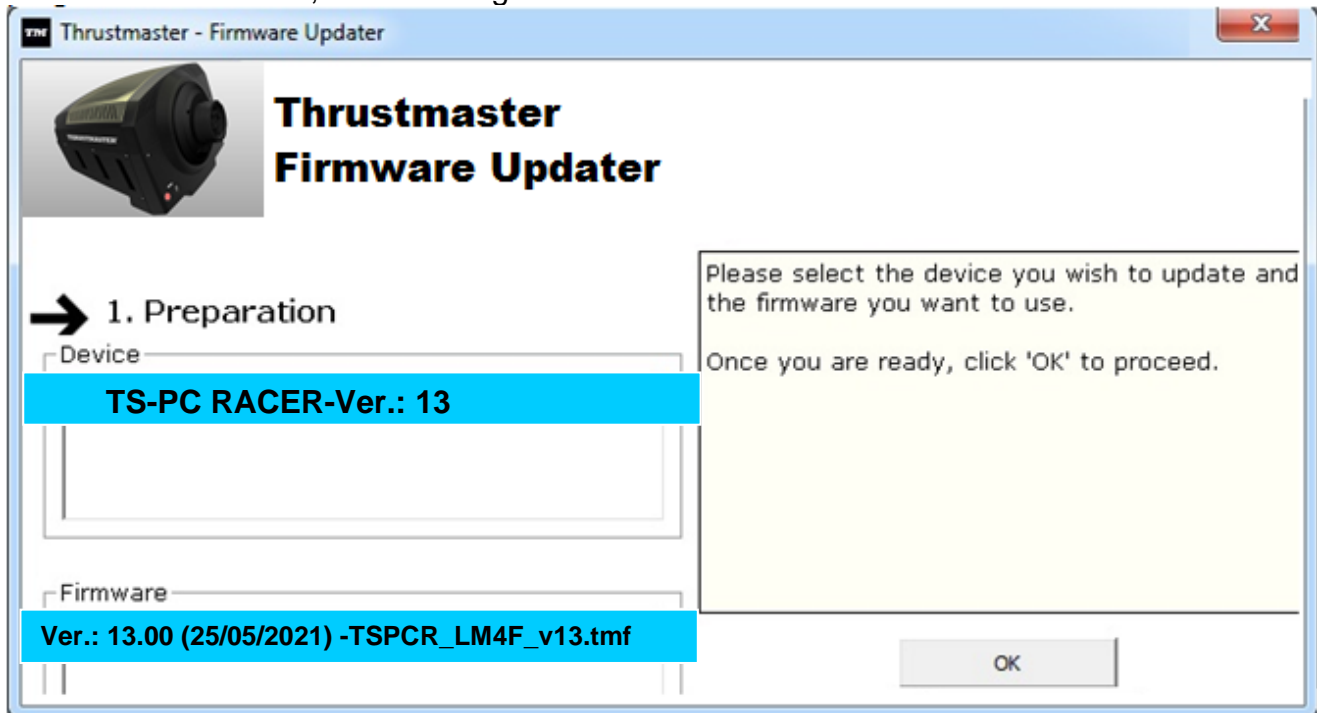 Thrustmaster - Firmware Updater
Thrustmaster
Firmware Updater
1. Preparation
Device
TS-PC RACER-Ver.: 13
Firmware
Ver.: 13.00 (25/05/2021) -TSPCR_LM4F_v13.tmf
Please select the device you wish to update and
the firmware you want to use.
Once you are ready, click 'OK' to proceed.
OK